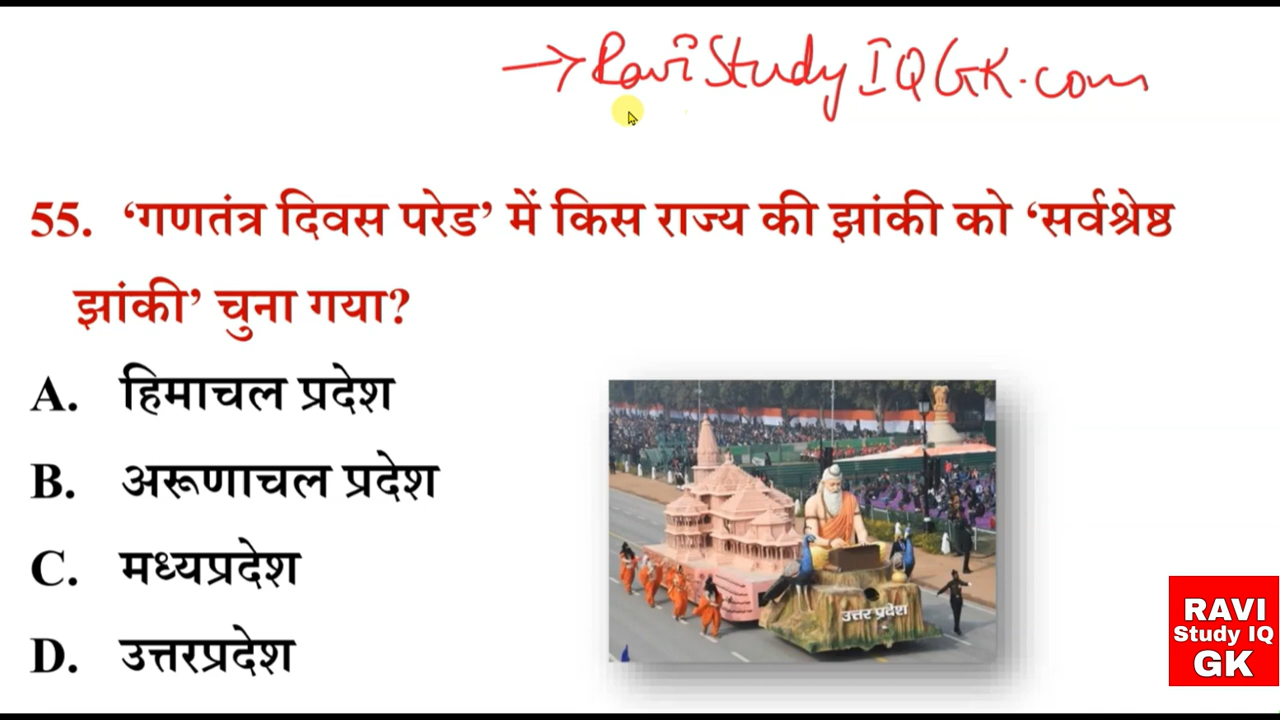 → Ravi Study IQ GK.com
55. ‘गणतंत्र दिवस परेड’ में किस राज्य की झांकी को ‘सर्वश्रेष्ठ
झांकी’ चुना गया?
A. हिमाचल प्रदेश
B. अरूणाचल प्रदेश
C. मध्यप्रदेश
D. उत्तरप्रदेश
उत्तर प्रदेश
RAVI
Study IQ
GK